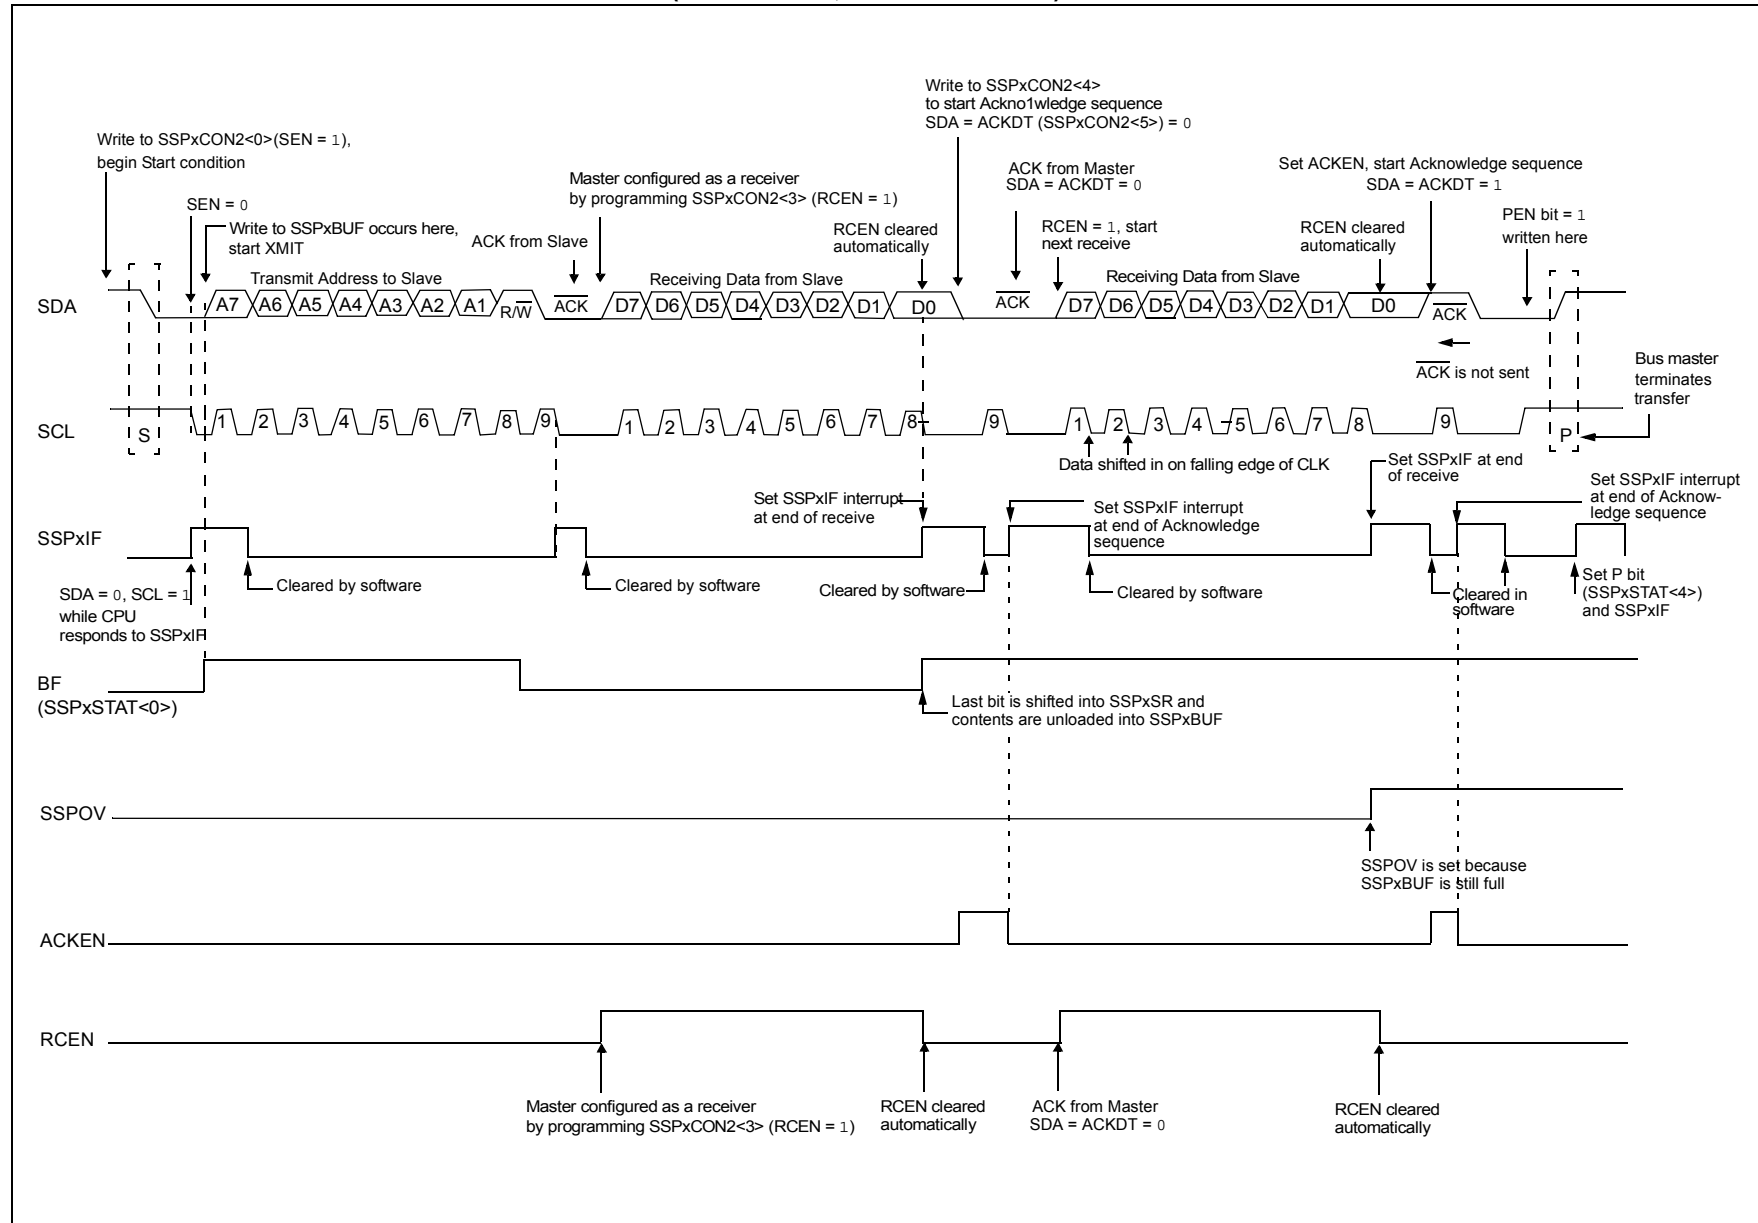 Write to SSPxCON2<4>
to start Ackno1wledge sequence
SDA = ACKDT (SSPxCON2<5>) = 0
Write to SSPxCON2<0>(SEN = 1),
begin Start condition
ACK from Master
SDA = ACKDT = 0
Set ACKEN, start Acknowledge sequence
SDA = ACKDT = 1
Master configured as a receiver
by programming SSPxCON2<3> (RCEN = 1)
SEN = 0
Write to SSPxBUF occurs here,
start XMIT
ACK from Slave
RCEN cleared
automatically
RCEN = 1, start
next receive
RCEN cleared
automatically
PEN bit = 1
written here
Transmit Address to Slave
Receiving Data from Slave
Receiving Data from Slave
SDA
A7 A6 A5 A4 A3 A2 A1 R/W ACK D7 D6 D5 D4 D3 D2 D1 D0 ACK D7 D6 D5 D4 D3 D2 D1 D0 ACK
ACK is not sent
Bus master
terminates
transfer
SCL
S 1 2 3 4 5 6 7 8 9 1 2 3 4 5 6 7 8 9 1 2 3 4 5 6 7 8 9 P
Data shifted in on falling edge of CLK
Set SSPxIF interrupt
at end of receive
Set SSPxIF interrupt
at end of Acknowledge
sequence
Set SSPxIF at end
of receive
Set SSPxIF interrupt
at end of Acknow-
ledge sequence
SSPxIF
SDA = 0, SCL = 1
while CPU
responds to SSPxIF
Cleared by software
Cleared by software
Cleared by software
Cleared by software
Cleared in
software
Set P bit
(SSPxSTAT<4>)
and SSPxIF
BF
(SSPxSTAT<0>)
Last bit is shifted into SSPxSR and
contents are unloaded into SSPxBUF
SSPOV
SSPOV is set because
SSPxBUF is still full
ACKEN
RCEN
Master configured as a receiver
by programming SSPxCON2<3> (RCEN = 1)
RCEN cleared
automatically
ACK from Master
SDA = ACKDT = 0
RCEN cleared
automatically